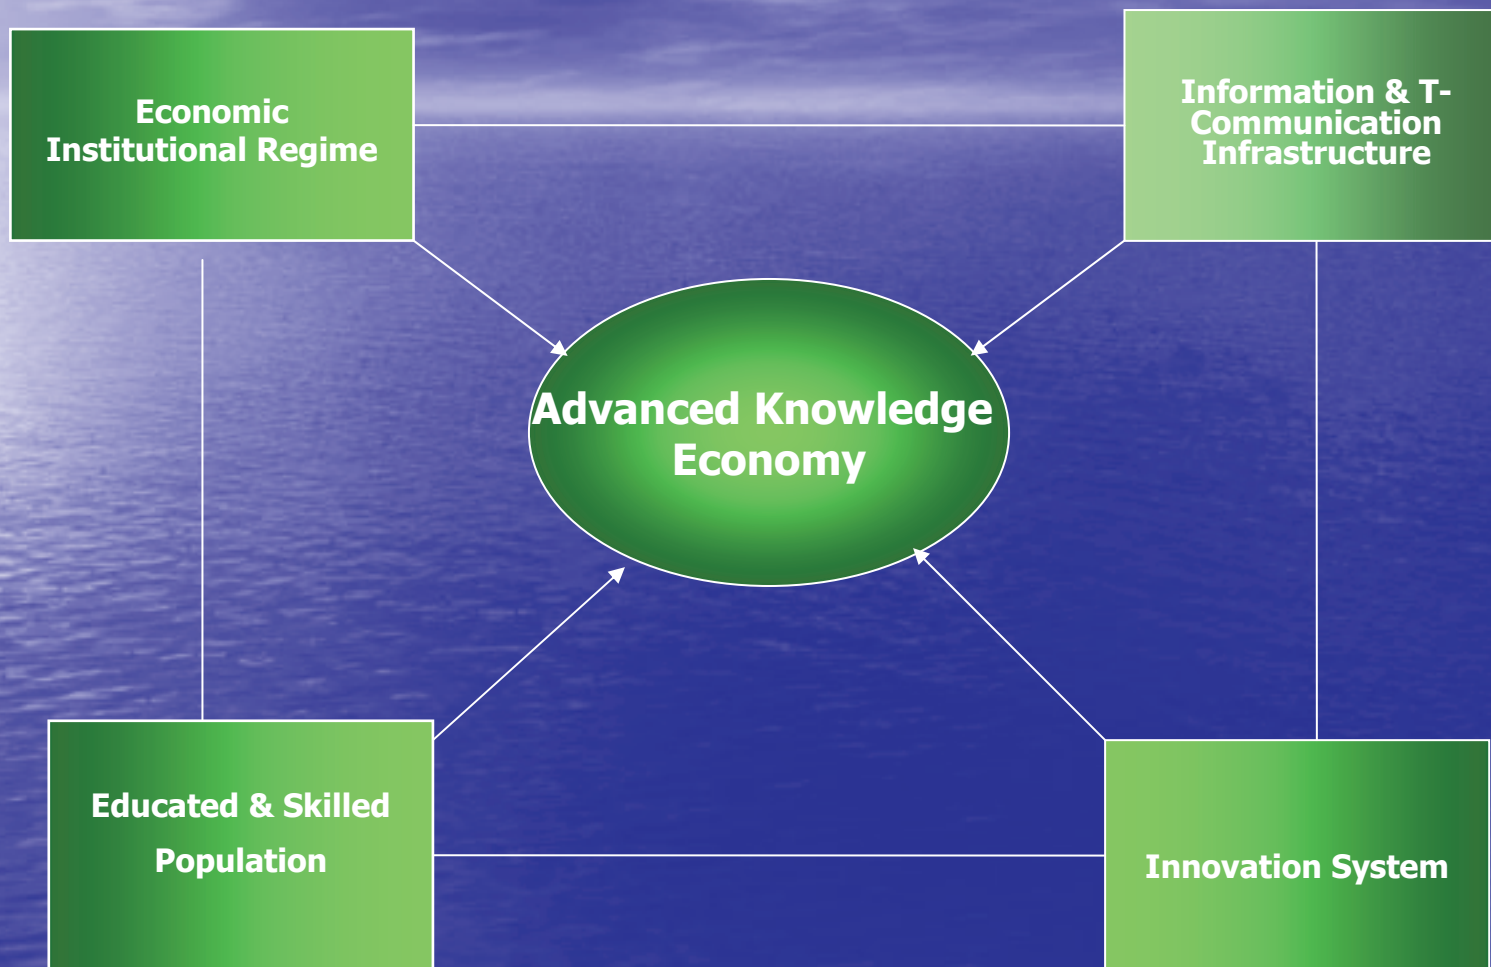 Economic
Institutional Regime
Information & T-
Communication
Infrastructure
Advanced Knowledge
Economy
Educated & Skilled
Population
Innovation System